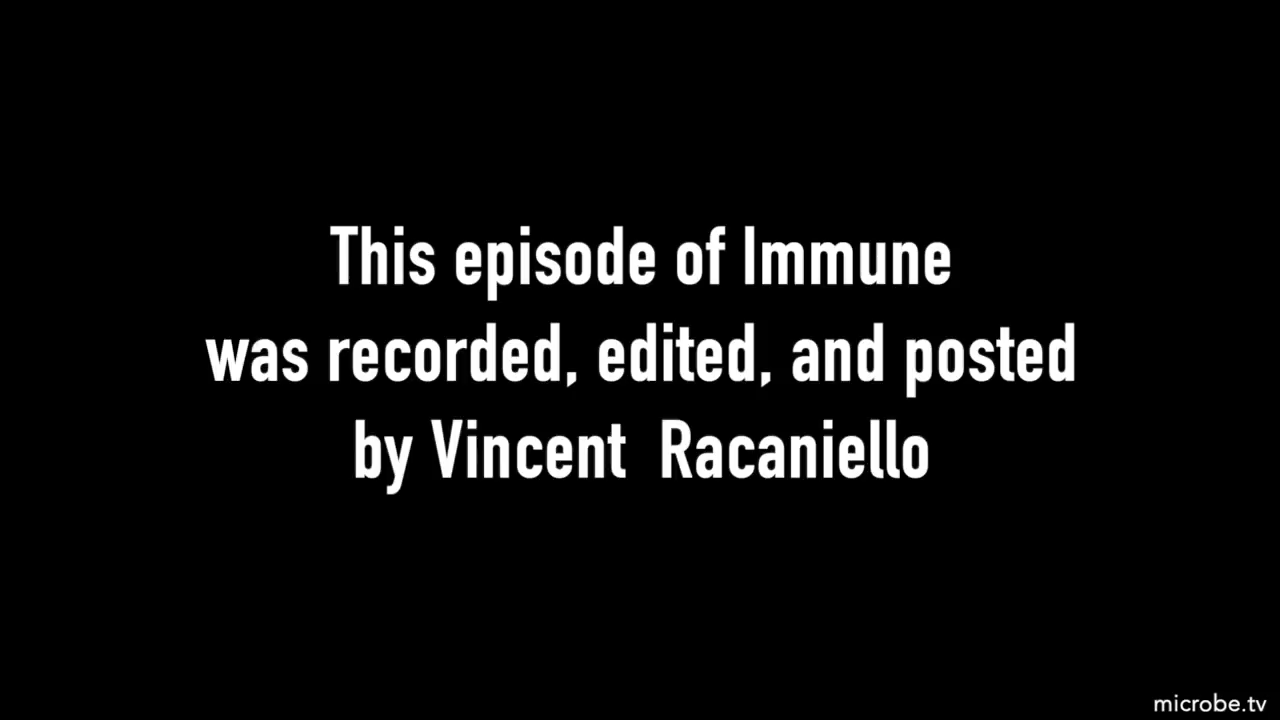 This episode of Immune
was recorded, edited, and posted
by Vincent  Racaniello
microbe.tv